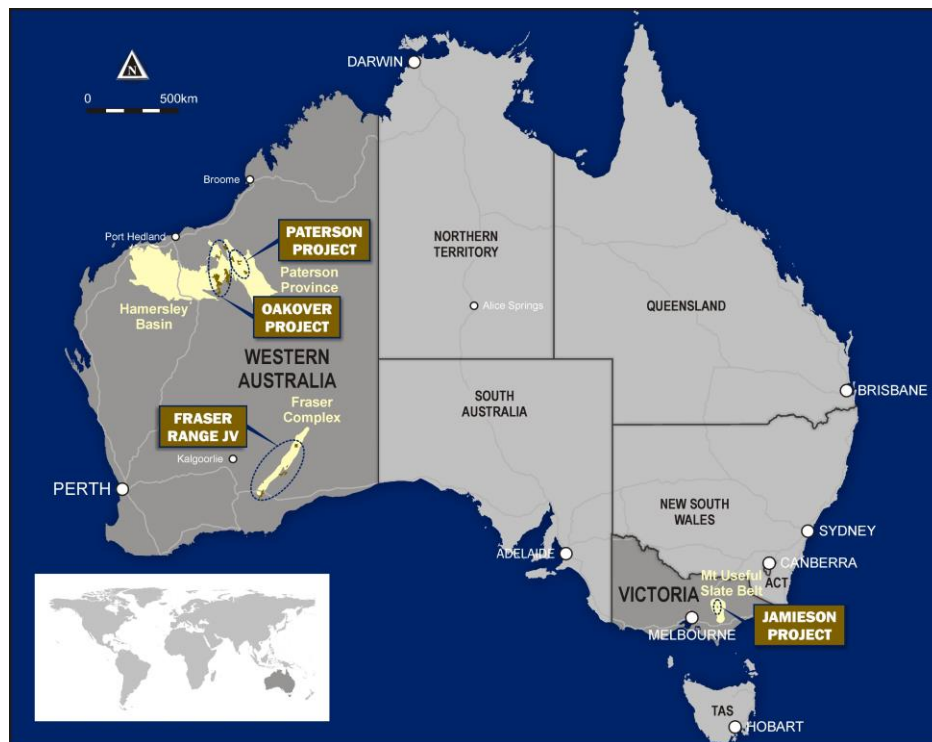 DARWIN
N
0 500km
Broome
Port Hedland
PATERSON
PROJECT
Paterson
Province
Hamersley
Basin
OAKOVER
PROJECT
WESTERN
AUSTRALIA
NORTHERN
TERRITORY
Alice Springs
QUEENSLAND
BRISBANE
SOUTH
AUSTRALIA
Fraser
Complex
FRASER
RANGE JV
Kalgoorlie
PERTH
NEW SOUTH
WALES
SYDNEY
ADELAIDE
CANBERRA
ACT
Mt Useful
Slate Belt
VICTORIA
JAMIESON
PROJECT
MELBOURNE
TAS
HOBART